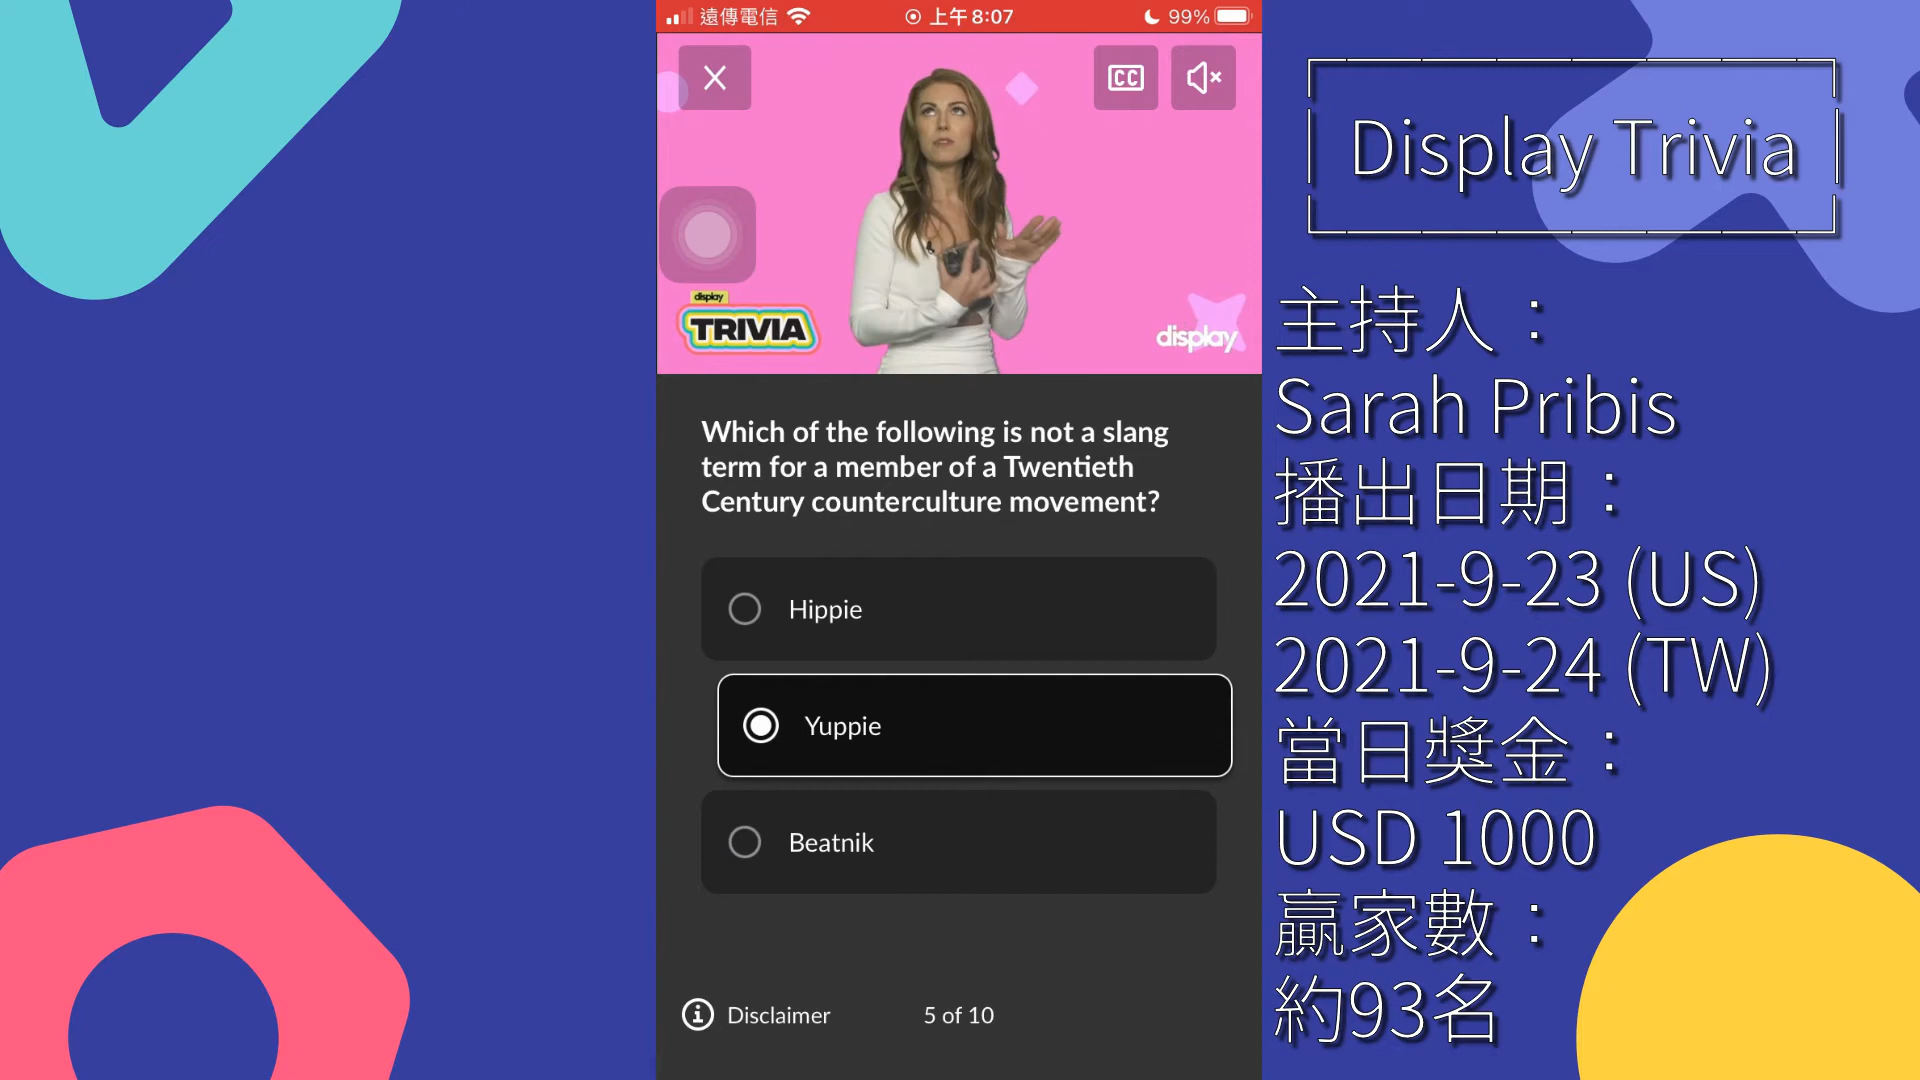 遠傳電信
上午8:07
99%
CC
display
TRIVIA
display
Which of the following is not a slang
term for a member of a Twentieth
Century counterculture movement?
Hippie
Yuppie
Beatnik
Disclaimer
5 of 10
Display Trivia
主持人：
Sarah Pribis
播出日期：
2021-9-23 (US)
2021-9-24 (TW)
當日獎金：
USD 1000
贏家數：
約93名